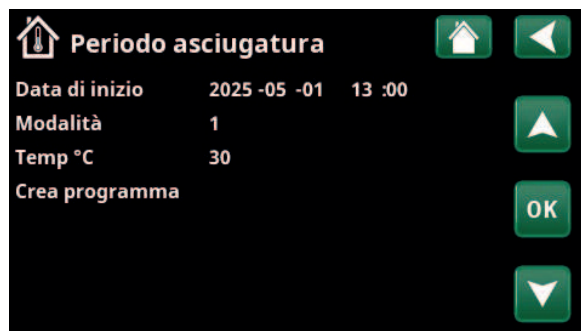 Periodo asciugatura
Data di inizio 2025 -05 -01 13 :00
Modalità 1
Temp °C 30
Crea programma
OK